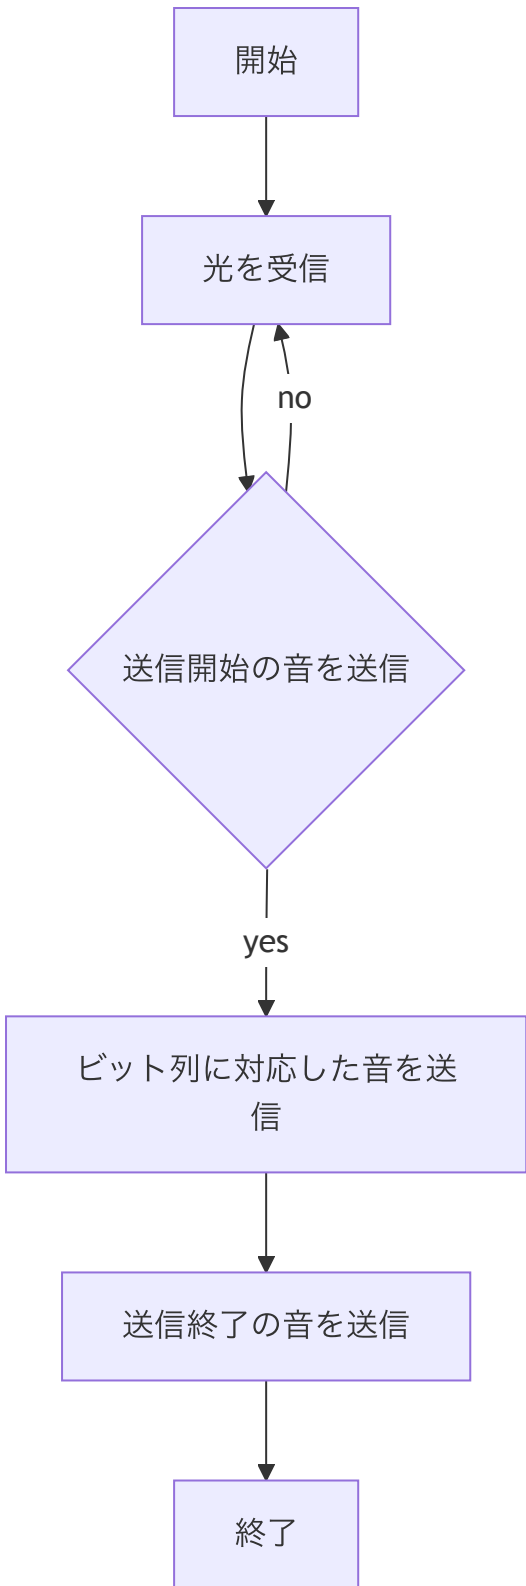 開始
光を受信
no
送信開始の音を送信
yes
ビット列に対応した音を送
信
送信終了の音を送信
終了